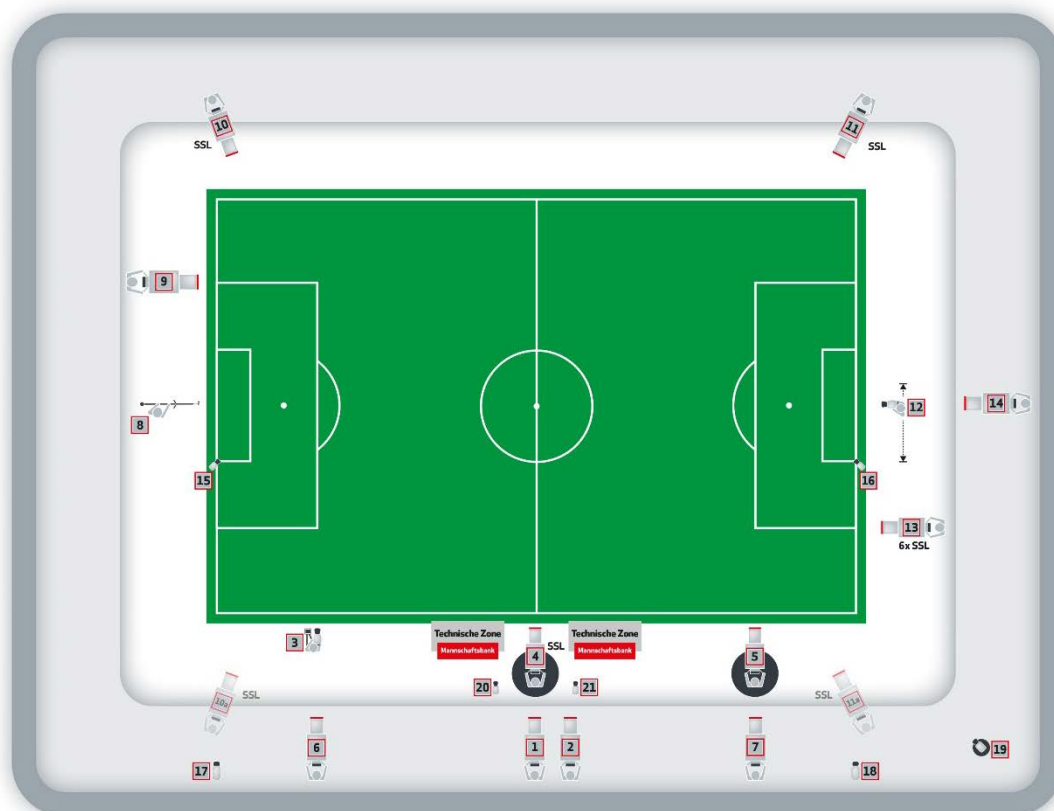 10
SSL
11
SSL
9
8
12
14
15
16
13
6x SSL
3
Technische Zone
Mannschaftsbank
4
SSL
Technische Zone
Mannschaftsbank
5
20
21
10a
SSL
SSL
11a
6
1
2
7
17
18
19